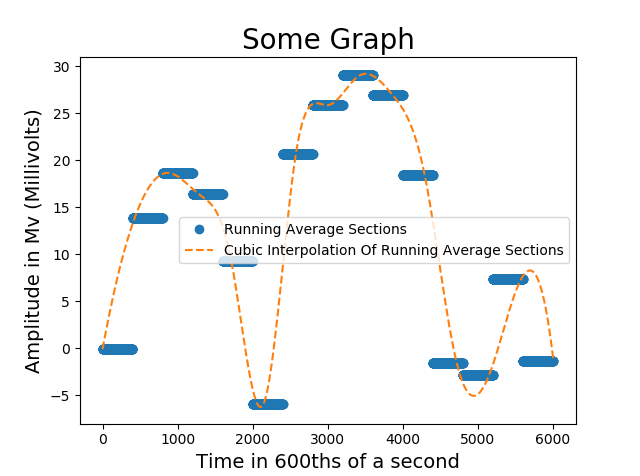 Some Graph
Amplitude in Mv (Millivolts)
30
25
20
15
10
5
0
−5
Running Average Sections
Cubic Interpolation Of Running Average Sections
0 1000 2000 3000 4000 5000 6000
Time in 600ths of a second